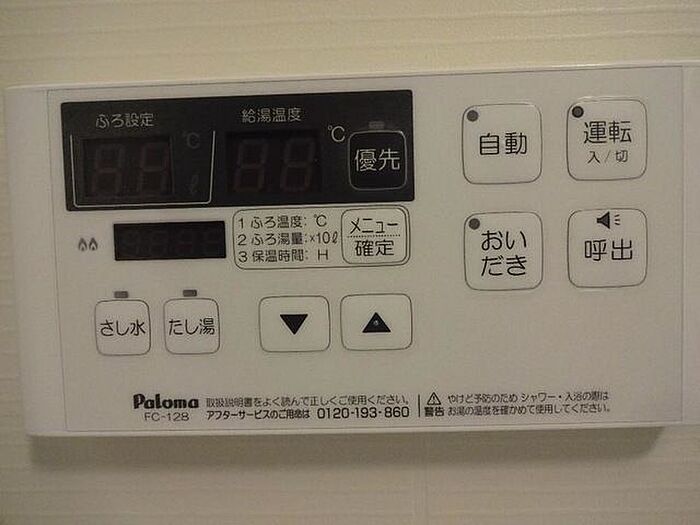 ふろ設定
給湯温度
℃
ℓ
℃
優先
自動
運転
入/切
1 ふろ温度:℃
2 ふろ湯量:×10ℓ
3 保温時間: H
メニュー
確定
おい
だき
呼出
さし水
たし湯
Paloma
FC-128
取扱説明書をよく読んで正しくご使用ください。
アフターサービスのご用命は 0120-193-860
警告
やけど予防のため シャワー・入浴の際は
お湯の温度を確かめて使用してください。